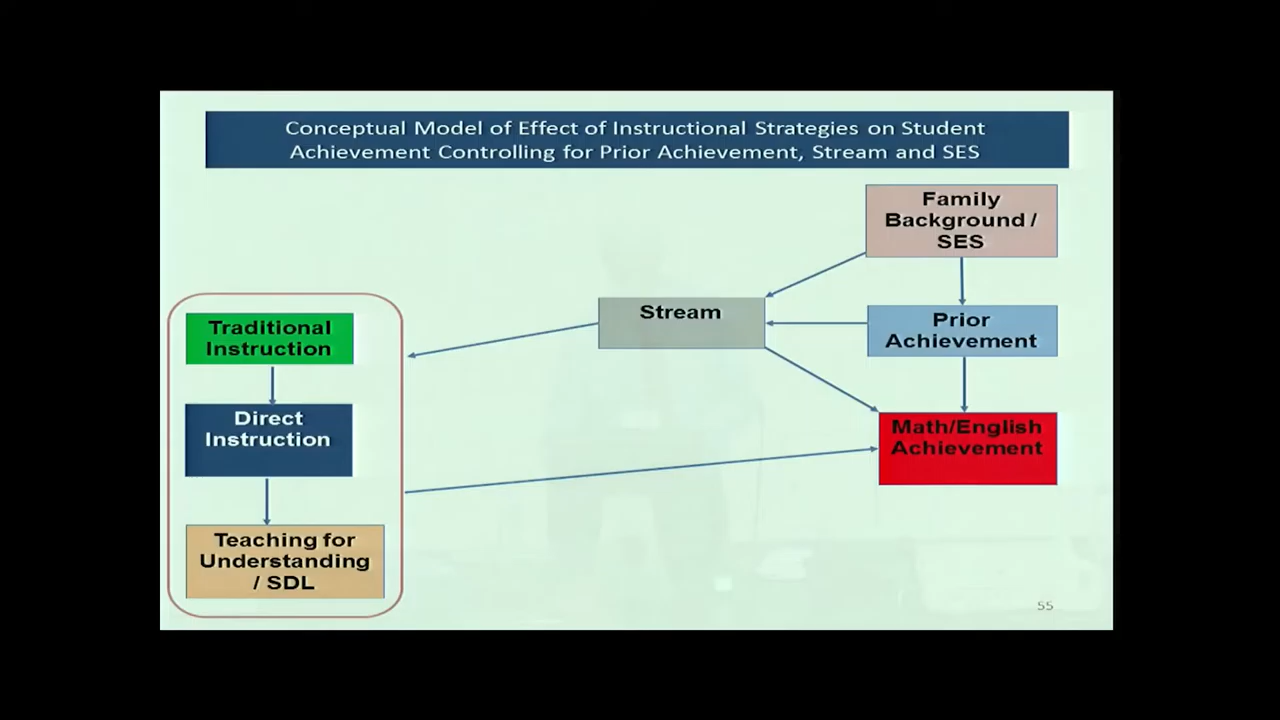 Conceptual Model of Effect of Instructional Strategies on Student
Achievement Controlling for Prior Achievement, Stream and SES
Family
Background /
SES
Stream
Prior
Achievement
Traditional
Instruction
Direct
Instruction
Math/English
Achievement
Teaching for
Understanding
/ SDL
55